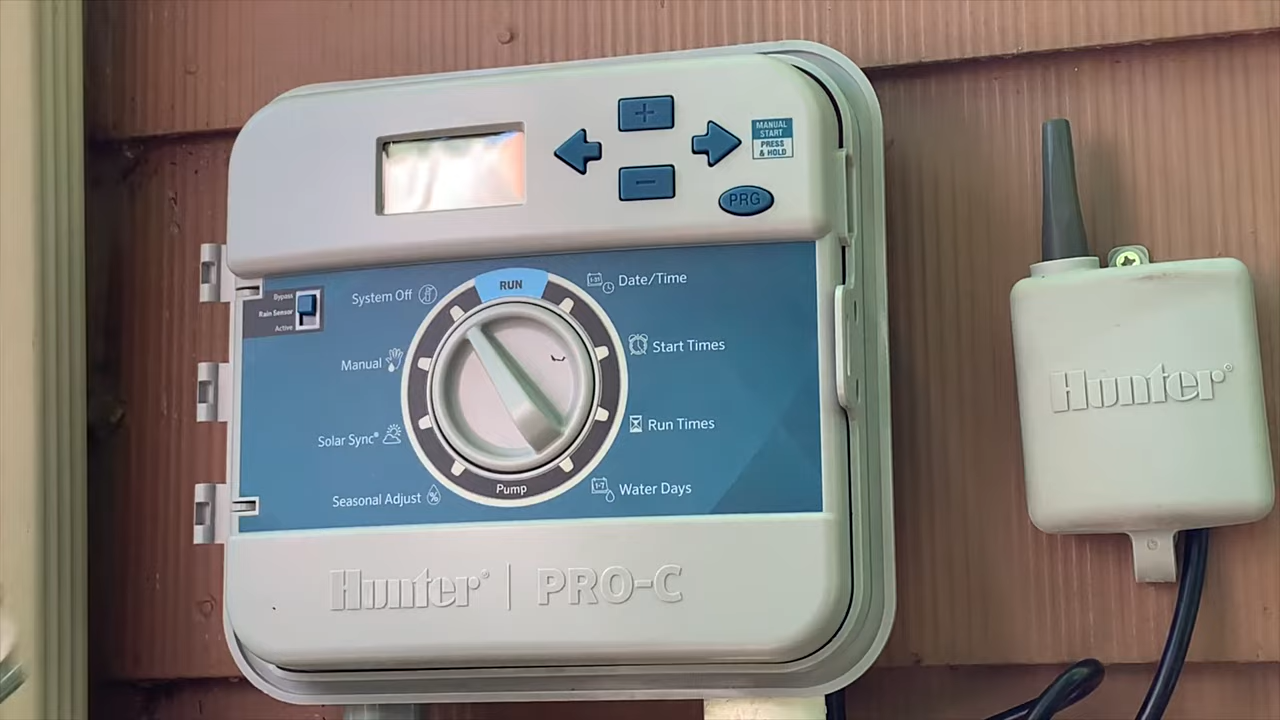 +
-
MANUAL
START
PRESS
& HOLD
PRG
RUN
Date/Time
System Off
Bypass
Rain Sensor
Active
Start Times
Manual
Run Times
Solar Sync®
Water Days
Seasonal Adjust
Pump
Hunter® | PRO-C
Hunter®